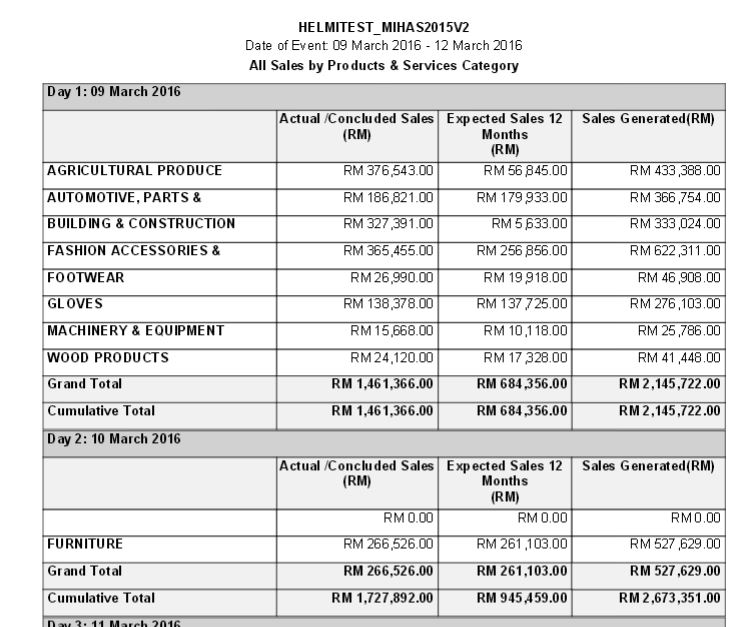 HELMITEST_MIHAS2015V2
Date of Event: 09 March 2016 - 12 March 2016
All Sales by Products & Services Category
Day 1: 09 March 2016
Actual /Concluded Sales (RM) Expected Sales 12 Months (RM) Sales Generated(RM)
AGRICULTURAL PRODUCE RM 376,543.00 RM 56,845.00 RM 433,388.00
AUTOMOTIVE, PARTS & RM 186,821.00 RM 179,933.00 RM 366,754.00
BUILDING & CONSTRUCTION RM 327,391.00 RM 5,633.00 RM 333,024.00
FASHION ACCESSORIES & RM 365,455.00 RM 256,856.00 RM 622,311.00
FOOTWEAR RM 26,990.00 RM 19,918.00 RM 46,908.00
GLOVES RM 138,378.00 RM 137,725.00 RM 276,103.00
MACHINERY & EQUIPMENT RM 15,668.00 RM 10,118.00 RM 25,786.00
WOOD PRODUCTS RM 24,120.00 RM 17,328.00 RM 41,448.00
Grand Total RM 1,461,366.00 RM 684,356.00 RM 2,145,722.00
Cumulative Total RM 1,461,366.00 RM 684,356.00 RM 2,145,722.00
Day 2: 10 March 2016
Actual /Concluded Sales (RM) Expected Sales 12 Months (RM) Sales Generated(RM)
RM 0.00 RM 0.00 RM 0.00
FURNITURE RM 266,526.00 RM 261,103.00 RM 527,629.00
Grand Total RM 266,526.00 RM 261,103.00 RM 527,629.00
Cumulative Total RM 1,727,892.00 RM 945,459.00 RM 2,673,351.00
Day 3: 11 March 2016